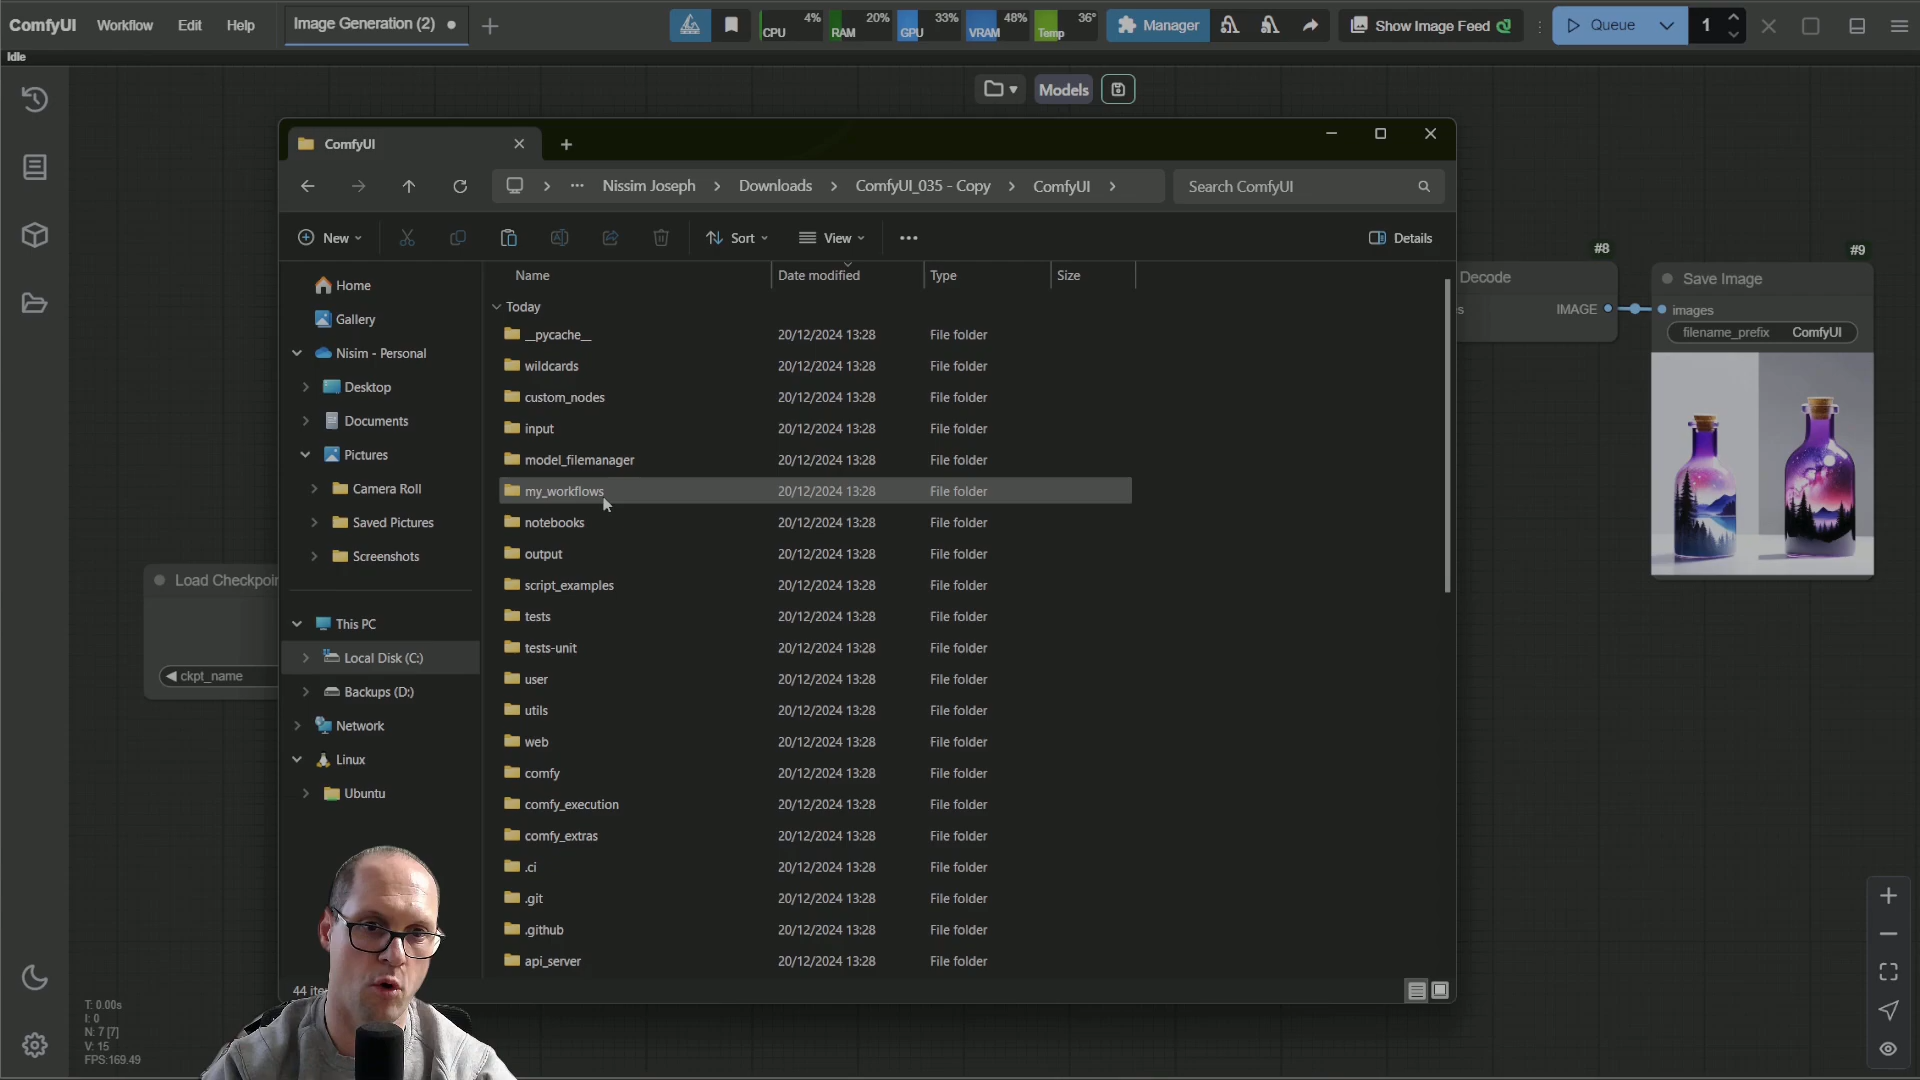 ComfyUI Workflow Edit Help Image Generation (2) CPU 4% RAM 20% GPU 33% VRAM 48% Temp 36° Manager Show Image Feed Queue 1
Idle
Models
ComfyUI
Nissim Joseph Downloads ComfyUI_035 - Copy ComfyUI Search ComfyUI
New Sort View Details
Name Date modified Type Size
Today
__pycache__ 20/12/2024 13:28 File folder
wildcards 20/12/2024 13:28 File folder
custom_nodes 20/12/2024 13:28 File folder
input 20/12/2024 13:28 File folder
model_filemanager 20/12/2024 13:28 File folder
my_workflows 20/12/2024 13:28 File folder
notebooks 20/12/2024 13:28 File folder
output 20/12/2024 13:28 File folder
script_examples 20/12/2024 13:28 File folder
tests 20/12/2024 13:28 File folder
tests-unit 20/12/2024 13:28 File folder
user 20/12/2024 13:28 File folder
utils 20/12/2024 13:28 File folder
web 20/12/2024 13:28 File folder
comfy 20/12/2024 13:28 File folder
comfy_execution 20/12/2024 13:28 File folder
comfy_extras 20/12/2024 13:28 File folder
.ci 20/12/2024 13:28 File folder
.git 20/12/2024 13:28 File folder
.github 20/12/2024 13:28 File folder
api_server 20/12/2024 13:28 File folder
Home
Gallery
Nisim - Personal
Desktop
Documents
Pictures
Camera Roll
Saved Pictures
Screenshots
This PC
Local Disk (C:)
Backups (D:)
Network
Linux
Ubuntu
44
Load
ckpt_name
#8
Decode
IMAGE
#9
Save Image
images
filename_prefix ComfyUI
T: 0.00s
I: 0
N: 7 [7]
V: 15
FPS:169.49